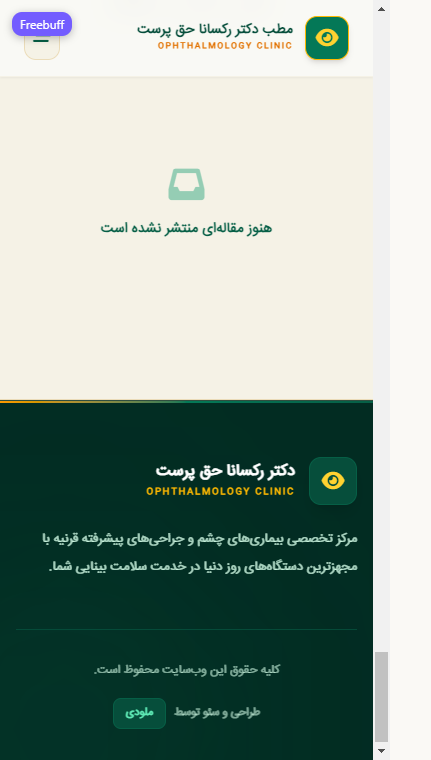 Freebuff
مطب دکتر رکسانا حق پرست
OPHTHALMOLOGY CLINIC
هنوز مقاله‌ای منتشر نشده است
دکتر رکسانا حق پرست
OPHTHALMOLOGY CLINIC
مرکز تخصصی بیماری‌های چشم و جراحی‌های پیشرفته قرنیه با
مجهزترین دستگاه‌های روز دنیا در خدمت سلامت بینایی شما.
کلیه حقوق این وب‌سایت محفوظ است.
طراحی و سئو توسط ملودی